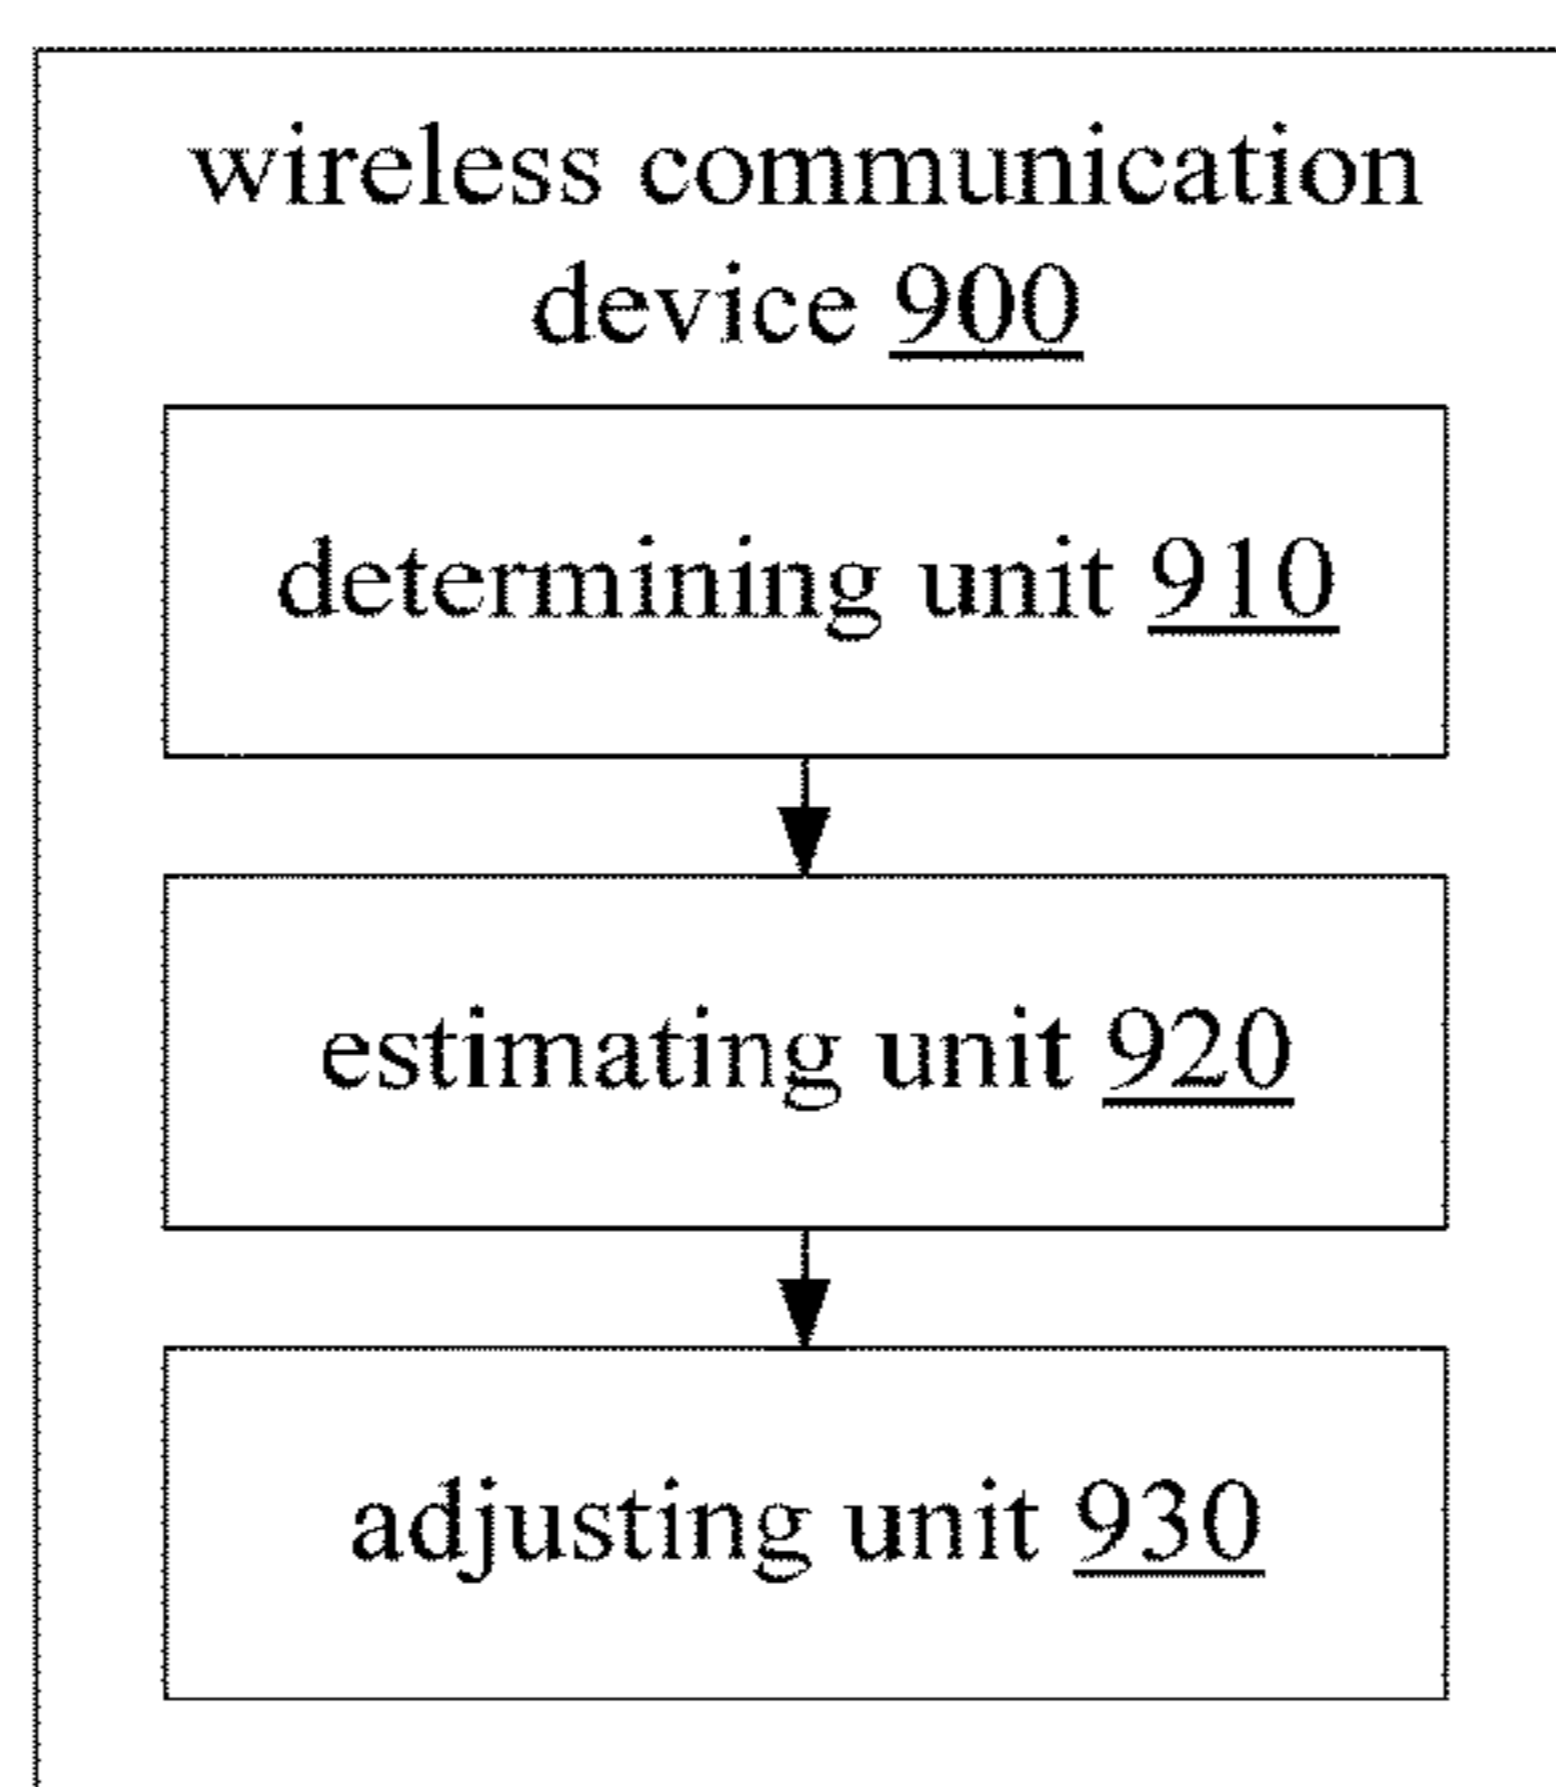 wireless communication
device 900
determining unit 910
estimating unit 920
adjusting unit 930